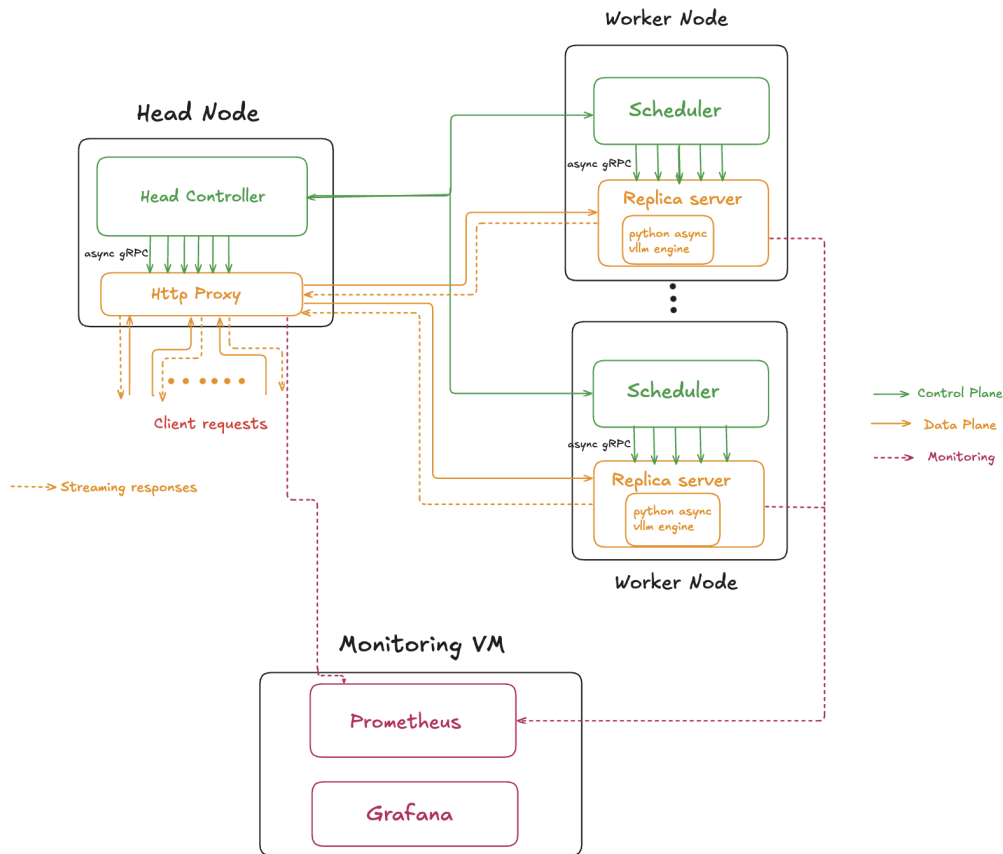 Worker Node
Scheduler
async gRPC
Replica server
python async
vllm engine
Head Node
Head Controller
async gRPC
Http Proxy
Client requests
Streaming responses
Scheduler
async gRPC
Replica server
python async
vllm engine
Worker Node
Control Plane
Data Plane
Monitoring
Monitoring VM
Prometheus
Grafana